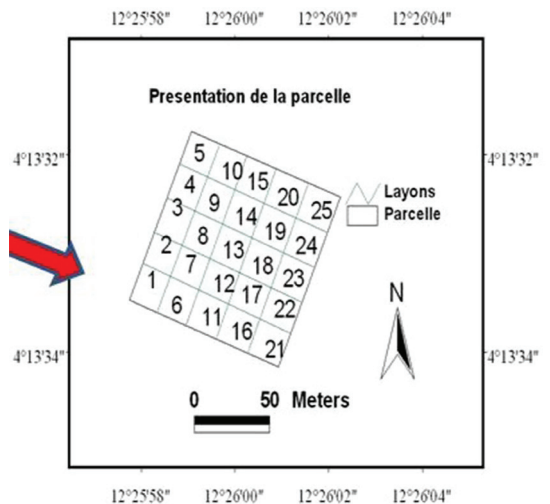 12°25'58" 12°26'00" 12°26'02" 12°26'04"
Presentation de la parcelle
4°13'32" 4°13'32"
5 10 15 20 25
4 9 14 19 24
3 8 13 18 23
2 7 12 17 22
1 6 11 16 21
Layons
Parcelle
N
4°13'34" 4°13'34"
0 50 Meters
12°25'58" 12°26'00" 12°26'02" 12°26'04"